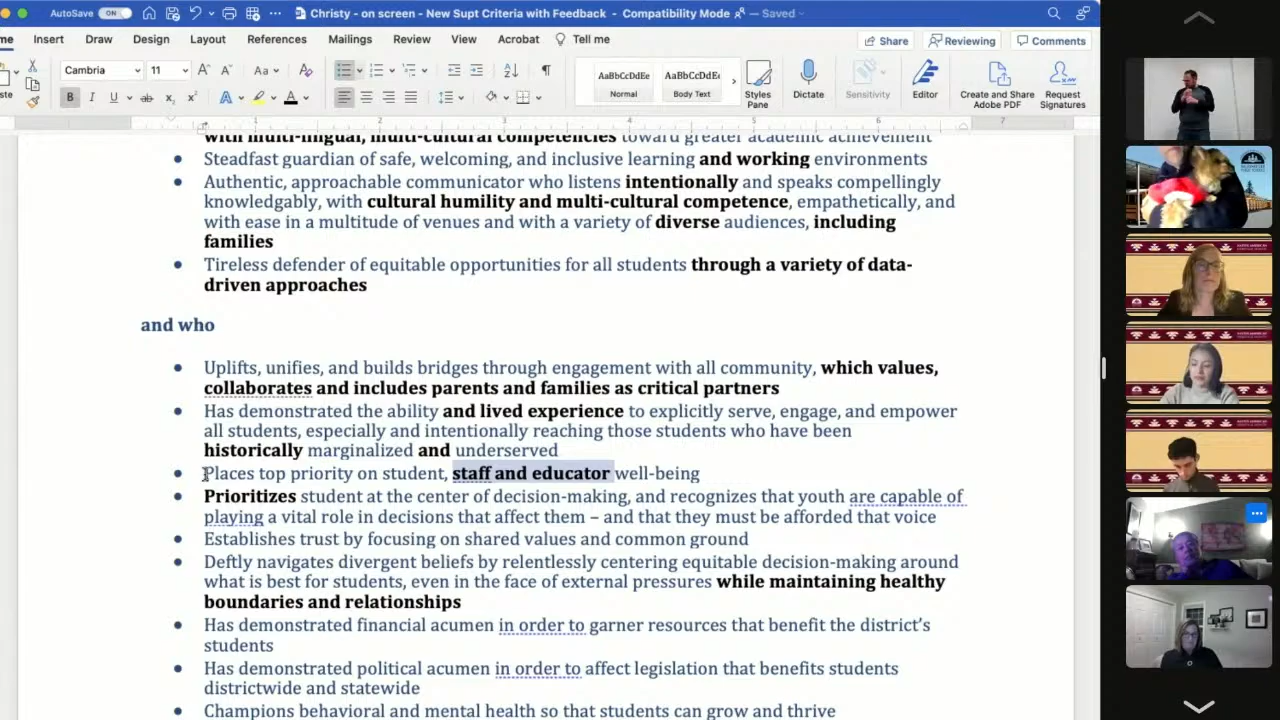 AutoSave ON
Christy - on screen - New Supt Criteria with Feedback - Compatibility Mode — Saved
me Insert Draw Design Layout References Mailings Review View Acrobat Tell me Share Reviewing Comments
Cambria 11 Aa
B I U ab x₂ x² A A
AaBbCcDdEe AaBbCcDdEe
Normal Body Text
ste Styles Pane Dictate Sensitivity Editor Create and Share Adobe PDF Request Signatures
1 2 3 4 5 6 7
with multi-lingual, multi-cultural competencies toward greater academic achievement
• Steadfast guardian of safe, welcoming, and inclusive learning and working environments
• Authentic, approachable communicator who listens intentionally and speaks compellingly
knowledgably, with cultural humility and multi-cultural competence, empathetically, and
with ease in a multitude of venues and with a variety of diverse audiences, including
families
• Tireless defender of equitable opportunities for all students through a variety of data-
driven approaches
and who
• Uplifts, unifies, and builds bridges through engagement with all community, which values,
collaborates and includes parents and families as critical partners
• Has demonstrated the ability and lived experience to explicitly serve, engage, and empower
all students, especially and intentionally reaching those students who have been
historically marginalized and underserved
• Places top priority on student, staff and educator well-being
• Prioritizes student at the center of decision-making, and recognizes that youth are capable of
playing a vital role in decisions that affect them – and that they must be afforded that voice
• Establishes trust by focusing on shared values and common ground
• Deftly navigates divergent beliefs by relentlessly centering equitable decision-making around
what is best for students, even in the face of external pressures while maintaining healthy
boundaries and relationships
• Has demonstrated financial acumen in order to garner resources that benefit the district's
students
• Has demonstrated political acumen in order to affect legislation that benefits students
districtwide and statewide
• Champions behavioral and mental health so that students can grow and thrive